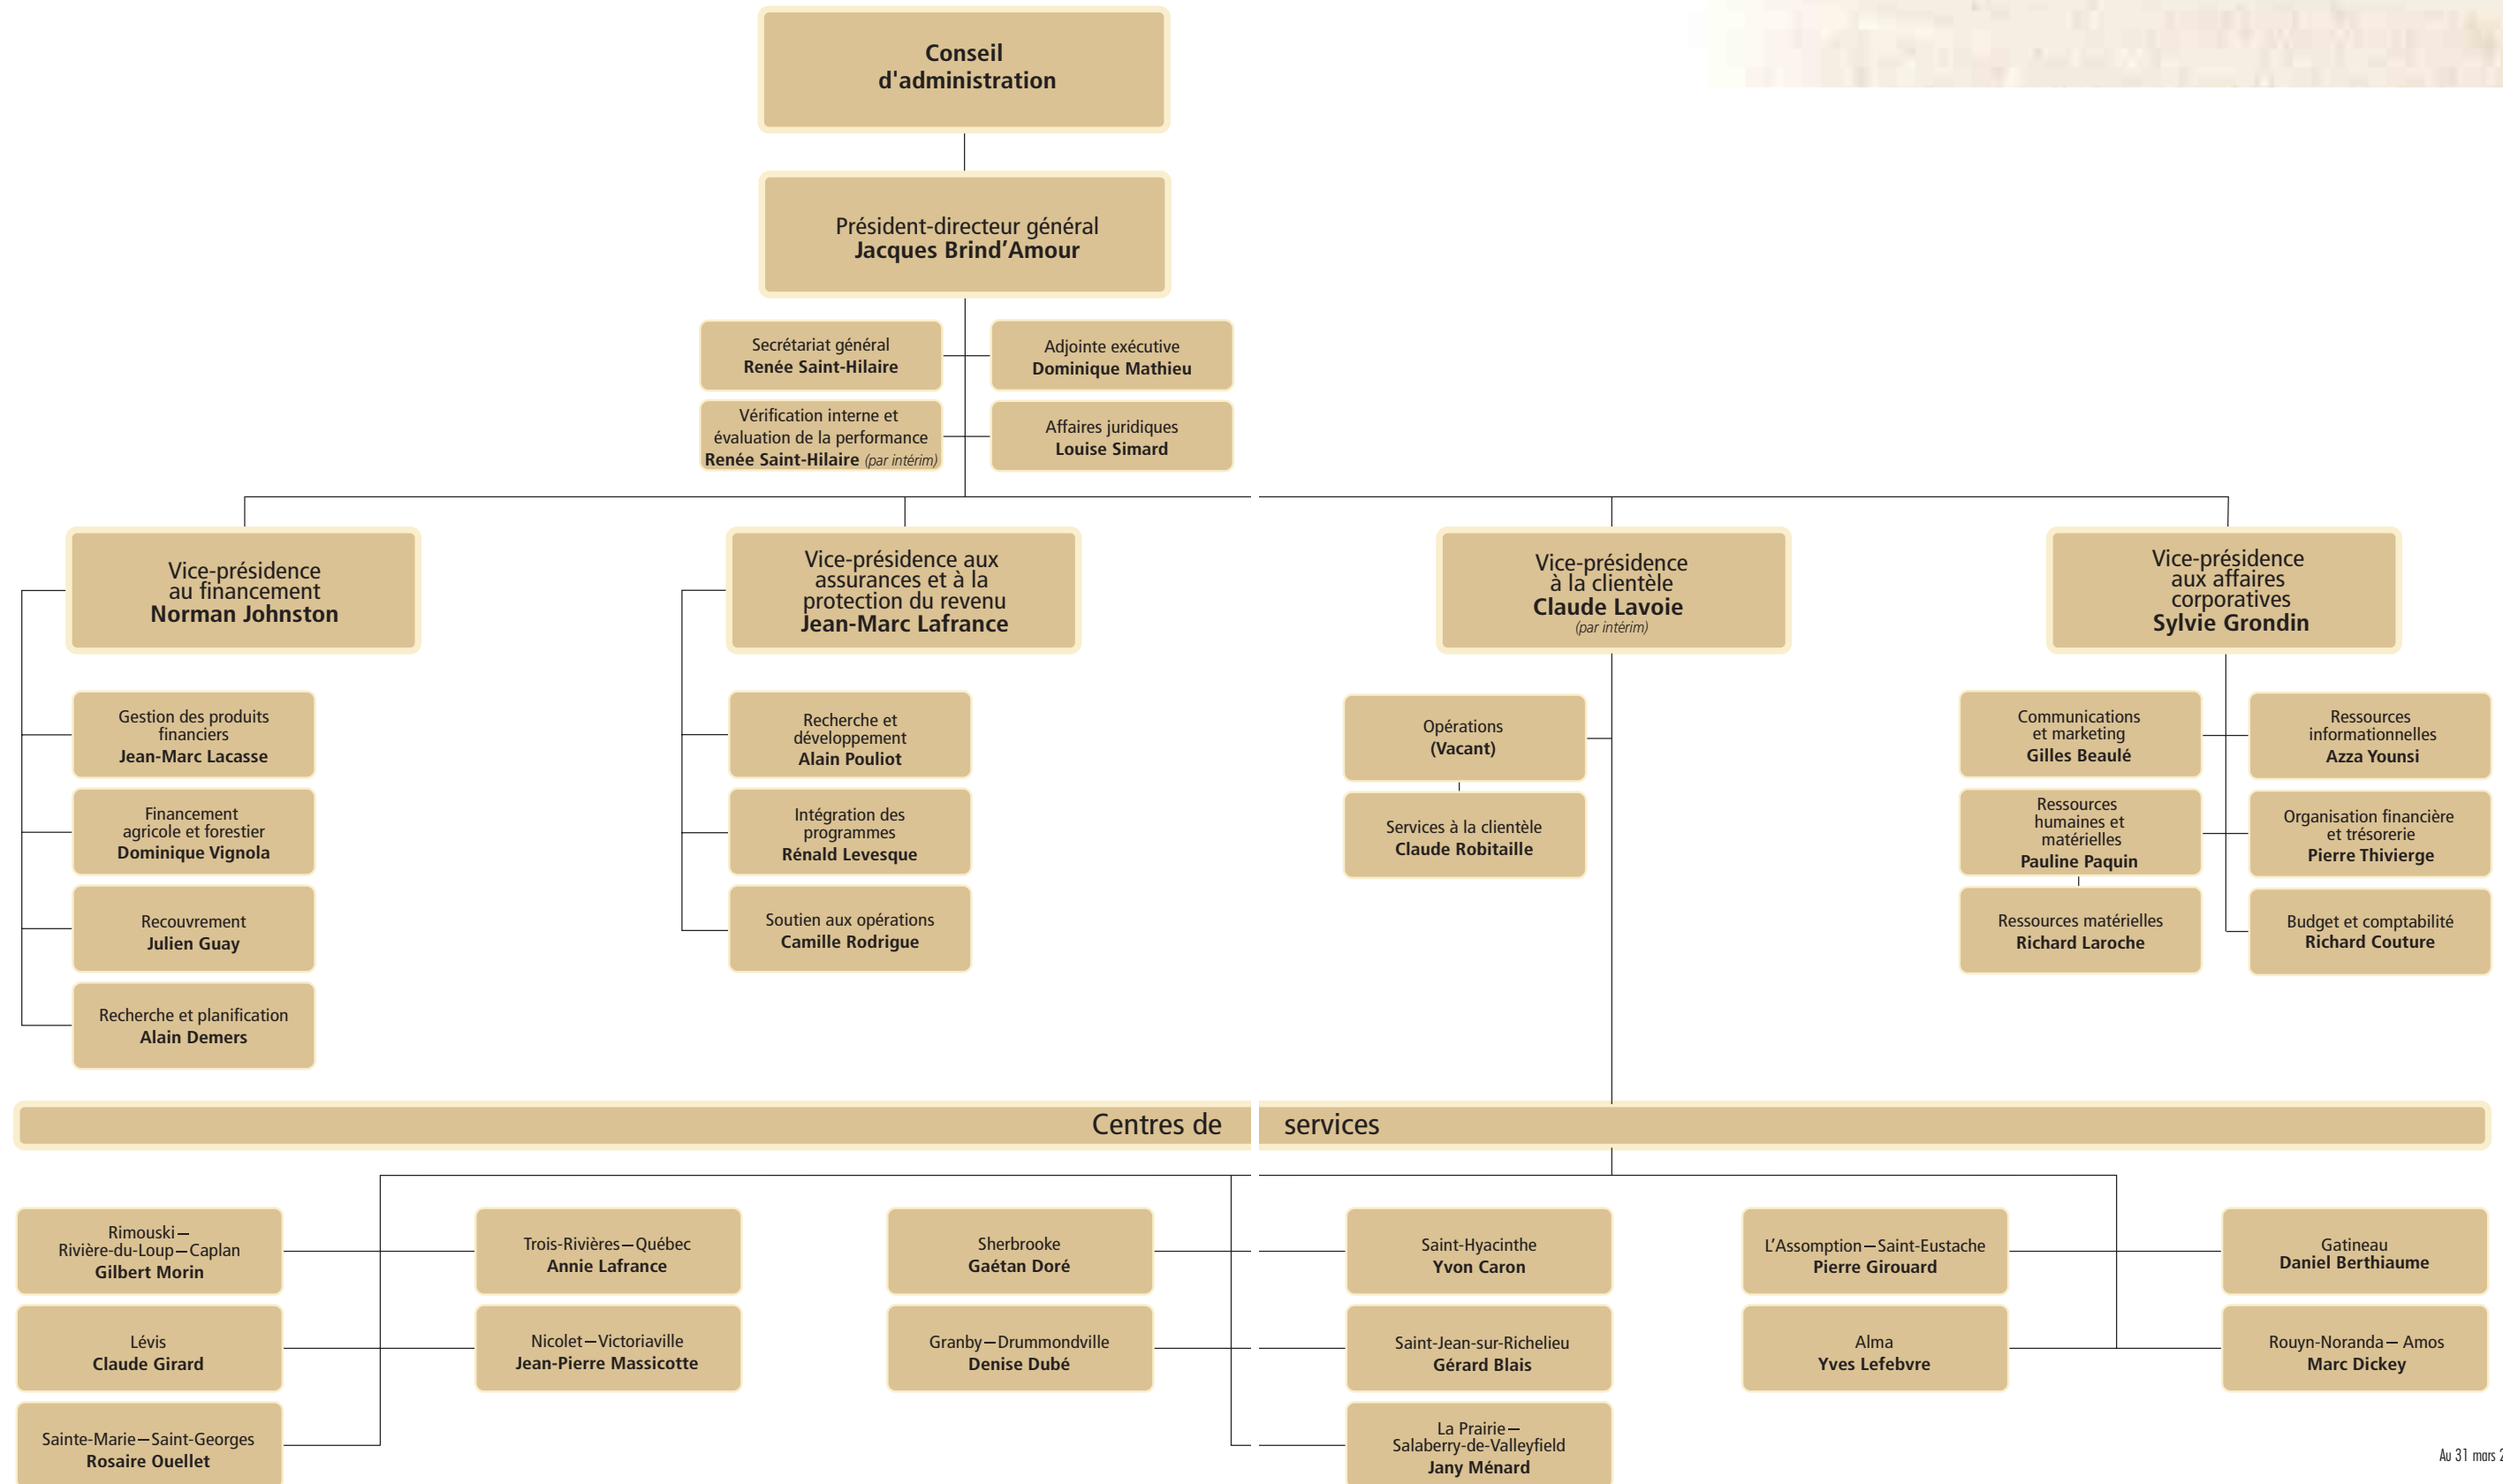 Conseil
d'administration
Président-directeur général
Jacques Brind'Amour
Secrétariat général
Renée Saint-Hilaire
Adjointe exécutive
Dominique Mathieu
Vérification interne et
évaluation de la performance
Renée Saint-Hilaire (par intérim)
Affaires juridiques
Louise Simard
Vice-présidence
au financement
Norman Johnston
Vice-présidence aux
assurances et à la
protection du revenu
Jean-Marc Lafrance
Vice-présidence
à la clientèle
Claude Lavoie
(par intérim)
Vice-présidence
aux affaires
corporatives
Sylvie Grondin
Gestion des produits
financiers
Jean-Marc Lacasse
Financement
agricole et forestier
Dominique Vignola
Recouvrement
Julien Guay
Recherche et planification
Alain Demers
Recherche et
développement
Alain Pouliot
Intégration des
programmes
Rénald Levesque
Soutien aux opérations
Camille Rodrigue
Opérations
(Vacant)
Services à la clientèle
Claude Robitaille
Communications
et marketing
Gilles Beaulé
Ressources
humaines et
matérielles
Pauline Paquin
Ressources matérielles
Richard Laroche
Ressources
informationnelles
Azza Younsi
Organisation financière
et trésorerie
Pierre Thivierge
Budget et comptabilité
Richard Couture
Centres de services
Rimouski—
Rivière-du-Loup—Caplan
Gilbert Morin
Lévis
Claude Girard
Sainte-Marie—Saint-Georges
Rosaire Ouellet
Trois-Rivières—Québec
Annie Lafrance
Nicolet—Victoriaville
Jean-Pierre Massicotte
Sherbrooke
Gaétan Doré
Granby—Drummondville
Denise Dubé
Saint-Hyacinthe
Yvon Caron
Saint-Jean-sur-Richelieu
Gérard Blais
La Prairie—
Salaberry-de-Valleyfield
Jany Ménard
L'Assomption—Saint-Eustache
Pierre Girouard
Alma
Yves Lefebvre
Gatineau
Daniel Berthiaume
Rouyn-Noranda— Amos
Marc Dickey
Au 31 mars